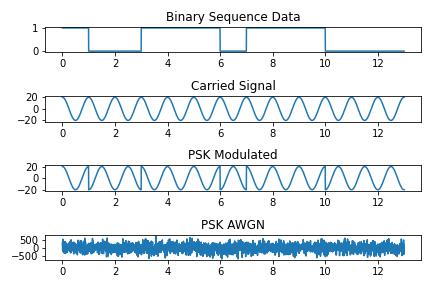 Binary Sequence Data
1
0
0 2 4 6 8 10 12
Carried Signal
20
0
−20
0 2 4 6 8 10 12
PSK Modulated
20
0
−20
0 2 4 6 8 10 12
PSK AWGN
500
0
−500
0 2 4 6 8 10 12